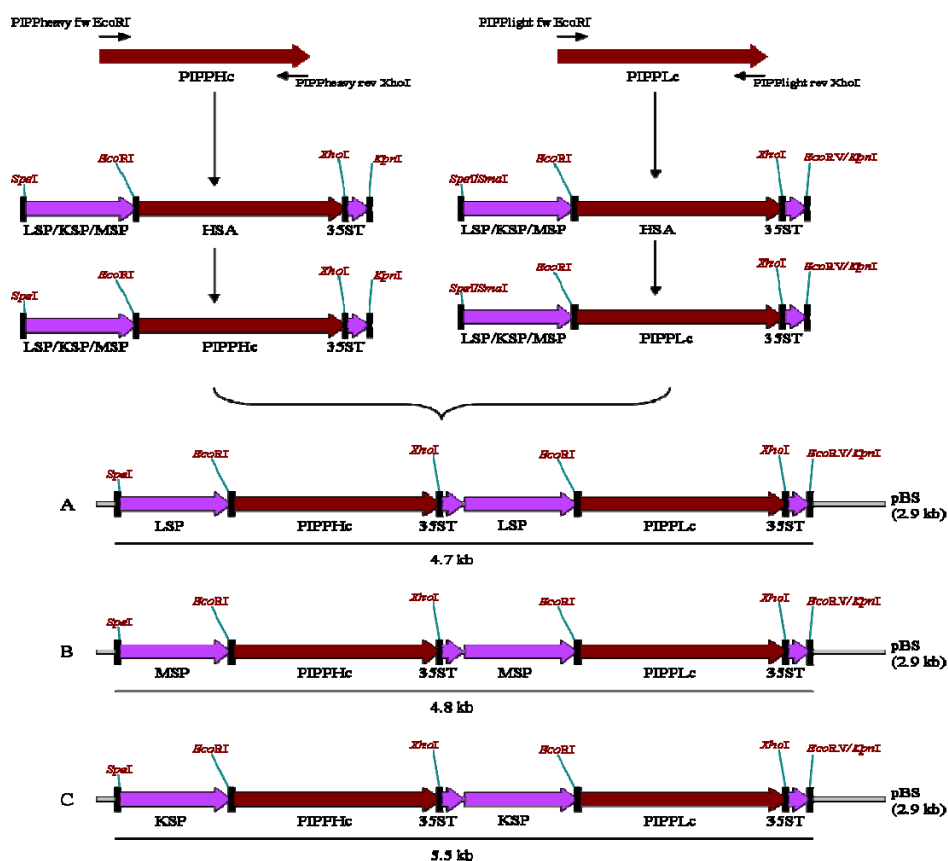 PIPPheavy fw EcoRI
PIPPHc
PIPPheavy rev XhoI
PIPPlight fw EcoRI
PIPPLc
PIPPlight rev XhoI
SpeI EcoRI XhoI KpnI
LSP/KSP/MSP HSA 35ST
SpeI/SmaI EcoRI XhoI EcoRV/KpnI
LSP/KSP/MSP HSA 35ST
SpeI EcoRI XhoI KpnI
LSP/KSP/MSP PIPPHc 35ST
SpeI/SmaI EcoRI XhoI EcoRV/KpnI
LSP/KSP/MSP PIPPLc 35ST
SpeI EcoRI XhoI EcoRI XhoI EcoRV/KpnI
A LSP PIPPHc 35ST LSP PIPPLc 35ST pBS
(2.9 kb)
4.7 kb
SpeI EcoRI XhoI EcoRI XhoI EcoRV/KpnI
B MSP PIPPHc 35ST MSP PIPPLc 35ST pBS
(2.9 kb)
4.8 kb
SpeI EcoRI XhoI EcoRI XhoI EcoRV/KpnI
C KSP PIPPHc 35ST KSP PIPPLc 35ST pBS
(2.9 kb)
5.5 kb